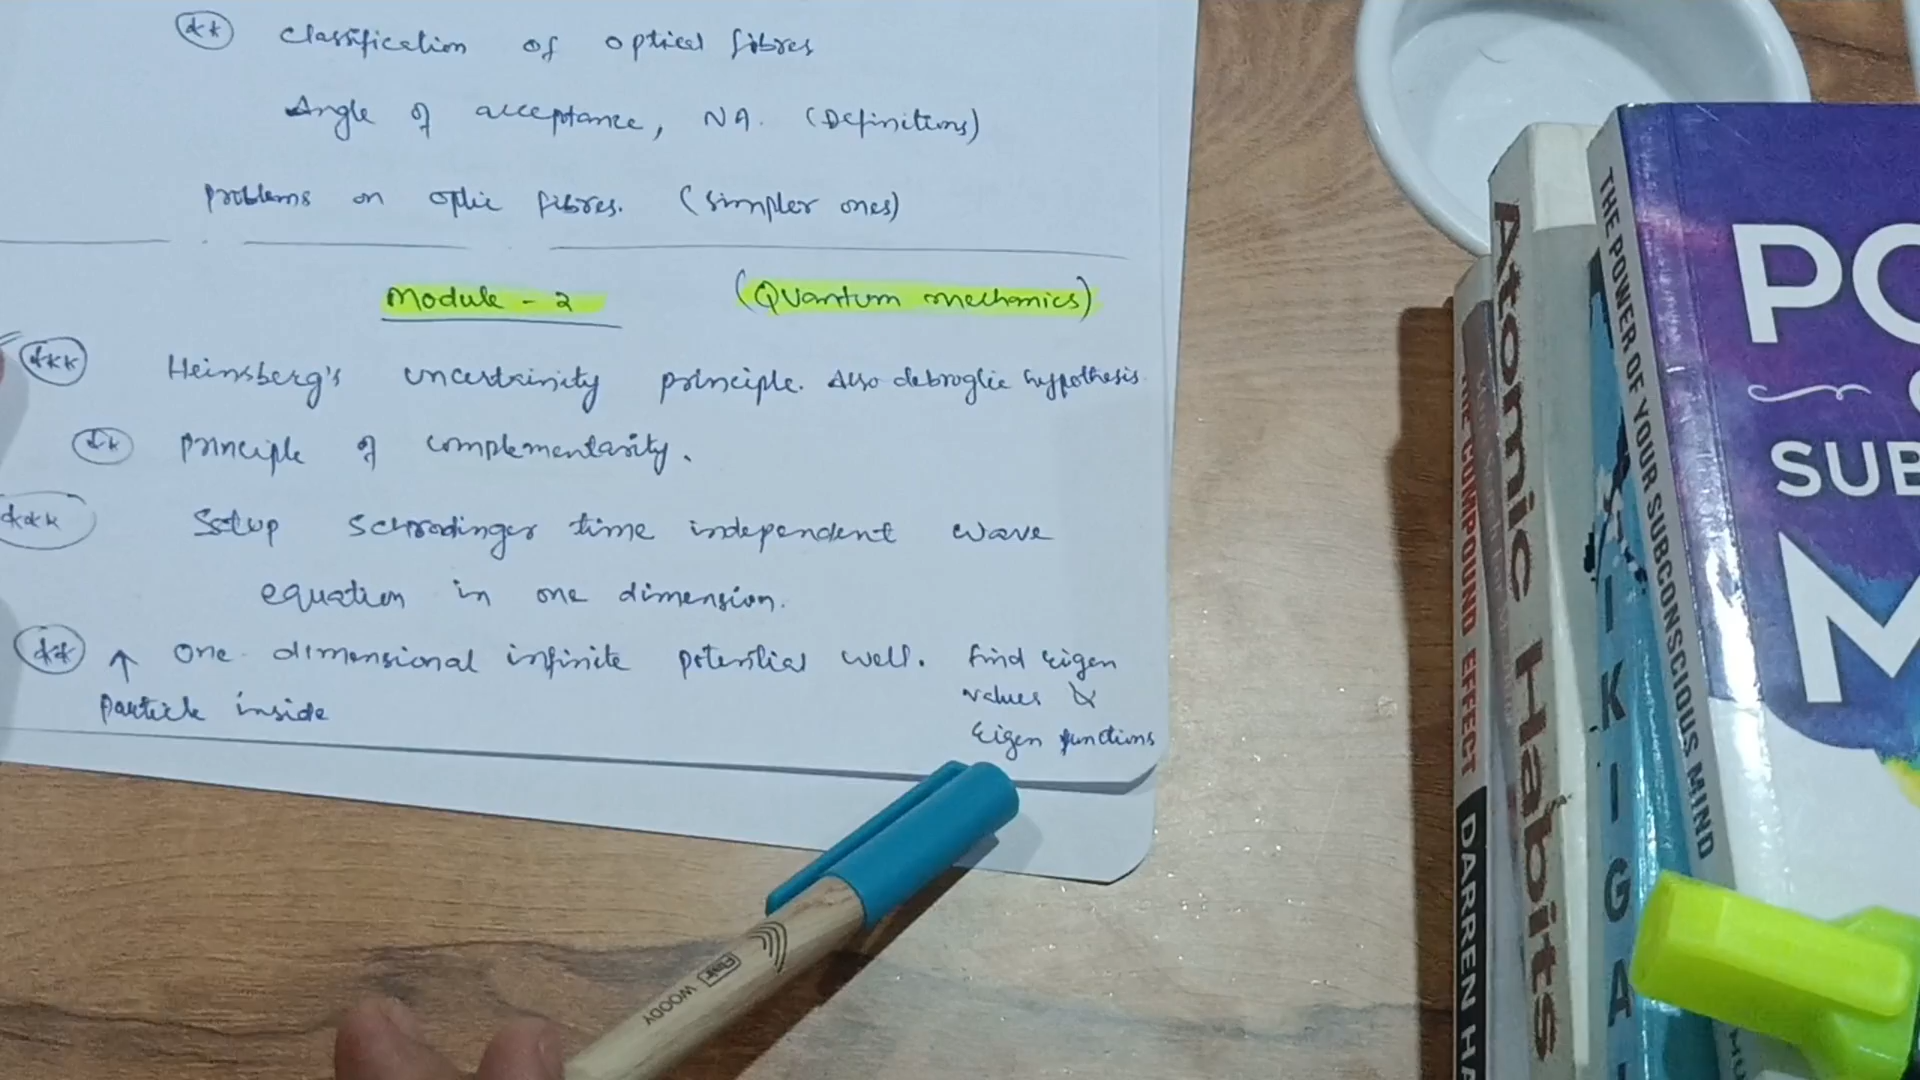 ** classification of optical fibres
Angle of acceptance, NA. (Definitions)
problems on optic fibres. (simpler ones)
Module - 2 (Quantum mechanics)
*** Heinsberg's uncertainity principle. Also debroglie hypothesis
** principle of complementarity.
*** Setup Schrodinger time independent wave
equation in one dimension.
** ↑ One dimensional infinite potential well. Find eigen
values &
Particle inside
Eigen functions
Flair WOODY
THE COMPOUND EFFECT
DARREN HA
Atomic Habits
IKIGA
THE POWER OF YOUR SUBCONSCIOUS MIND
PO
SUB
M